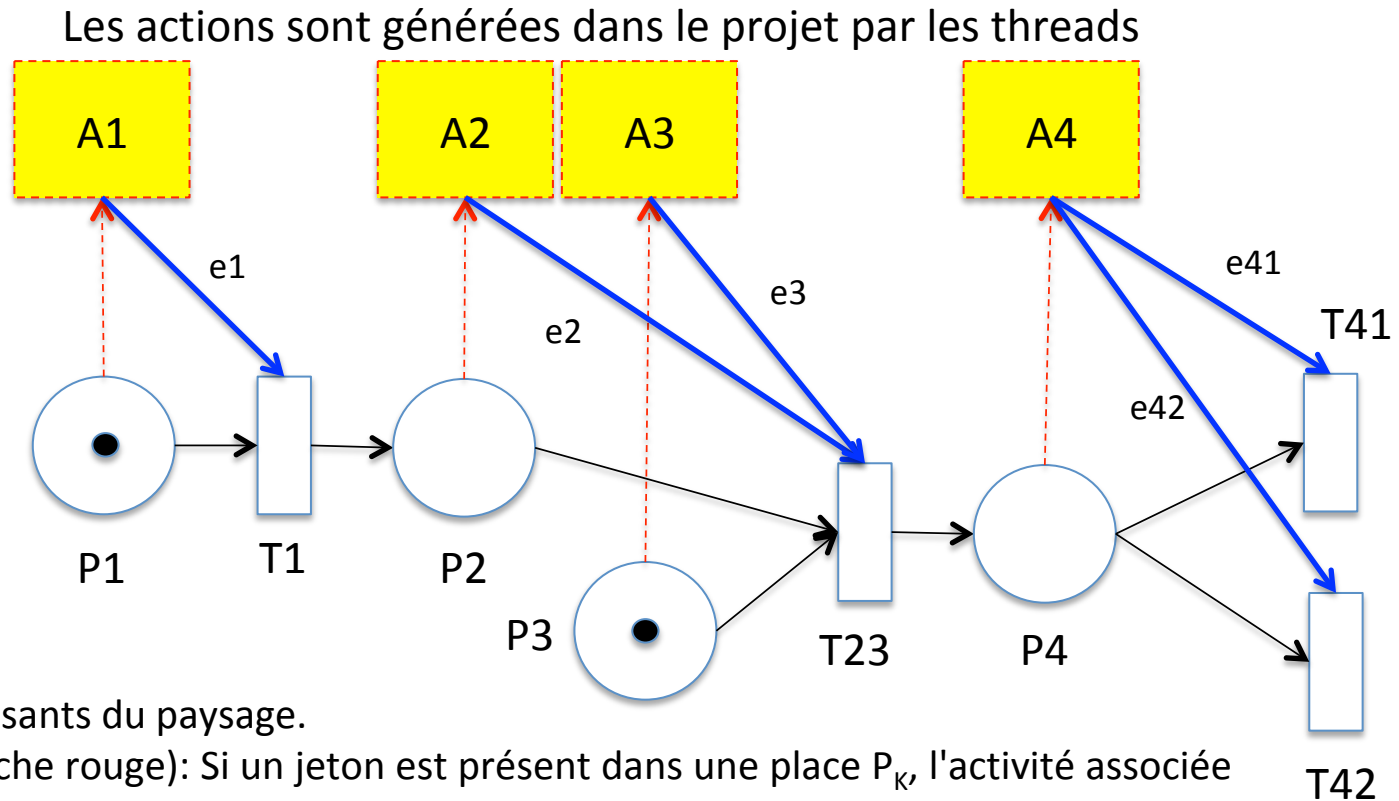 Les actions sont générées dans le projet par les threads
A1
A2
A3
A4
e1
e2
e3
e41
e42
T41
P1
T1
P2
P3
T23
P4
sants du paysage.
che rouge): Si un jeton est présent dans une place PK, l'activité associée
T42